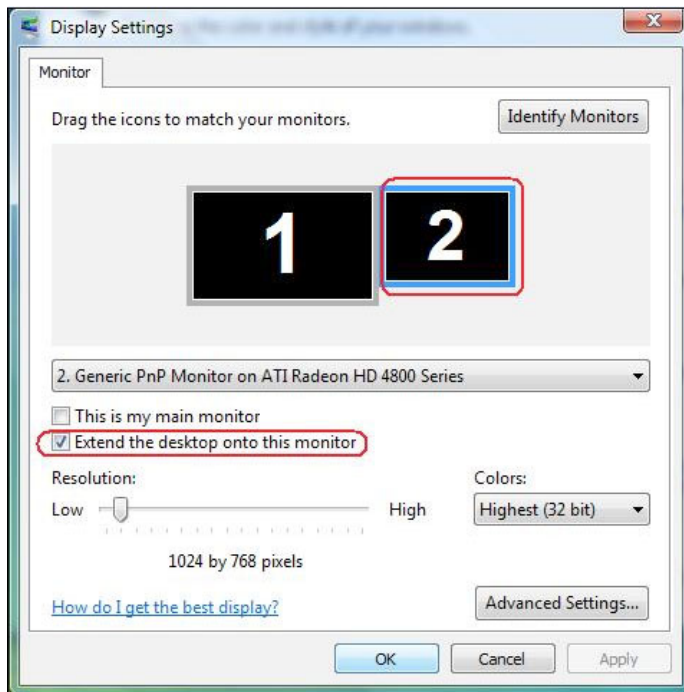 Display Settings
Monitor
Drag the icons to match your monitors.
Identify Monitors
1
2
2. Generic PnP Monitor on ATI Radeon HD 4800 Series
This is my main monitor
Extend the desktop onto this monitor
Resolution:
Colors:
Low
High
Highest (32 bit)
1024 by 768 pixels
How do I get the best display?
Advanced Settings...
OK
Cancel
Apply